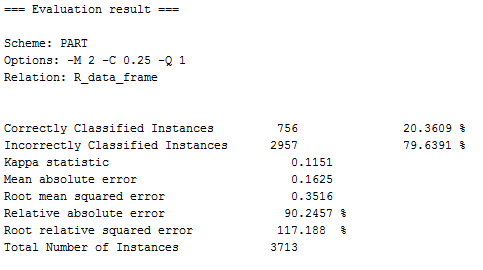 === Evaluation result ===
Scheme: PART
Options: -M 2 -C 0.25 -Q 1
Relation: R_data_frame
Correctly Classified Instances 756 20.3609 %
Incorrectly Classified Instances 2957 79.6391 %
Kappa statistic 0.1151
Mean absolute error 0.1625
Root mean squared error 0.3516
Relative absolute error 90.2457 %
Root relative squared error 117.188 %
Total Number of Instances 3713